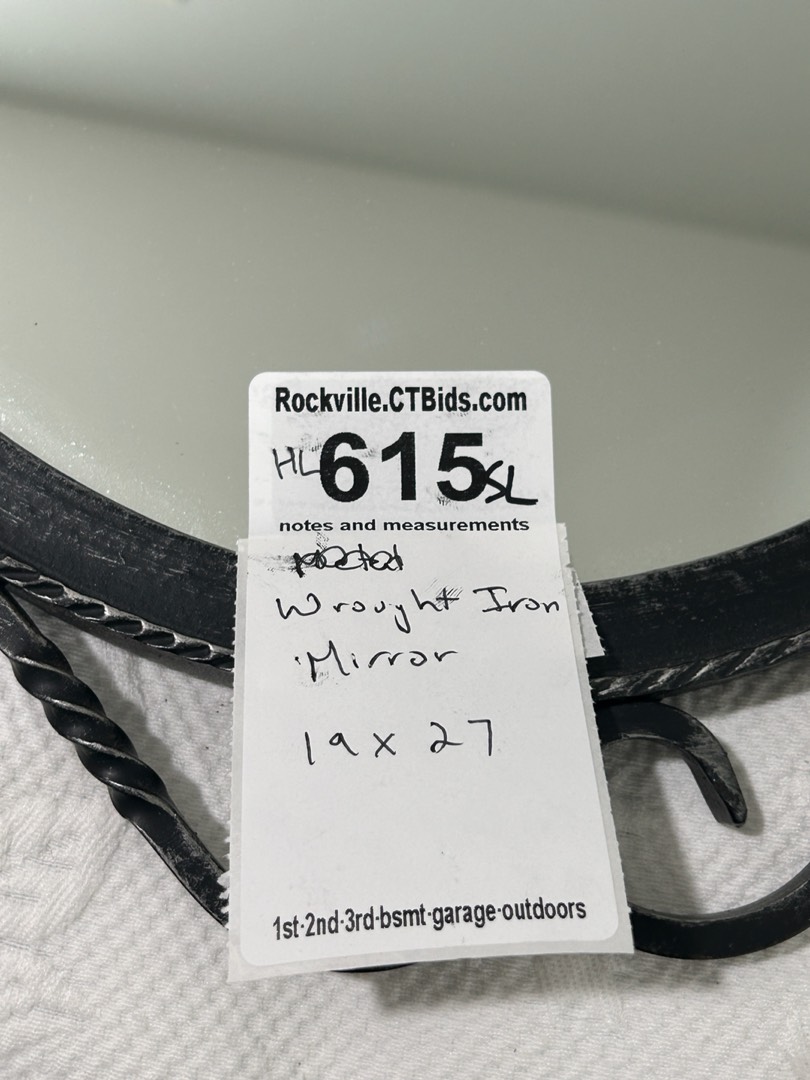 Rockville.CTBids.com
HL 615 SL
notes and measurements
Wrought Iron
Mirror
19 x 27
1st-2nd-3rd-bsmt-garage-outdoors